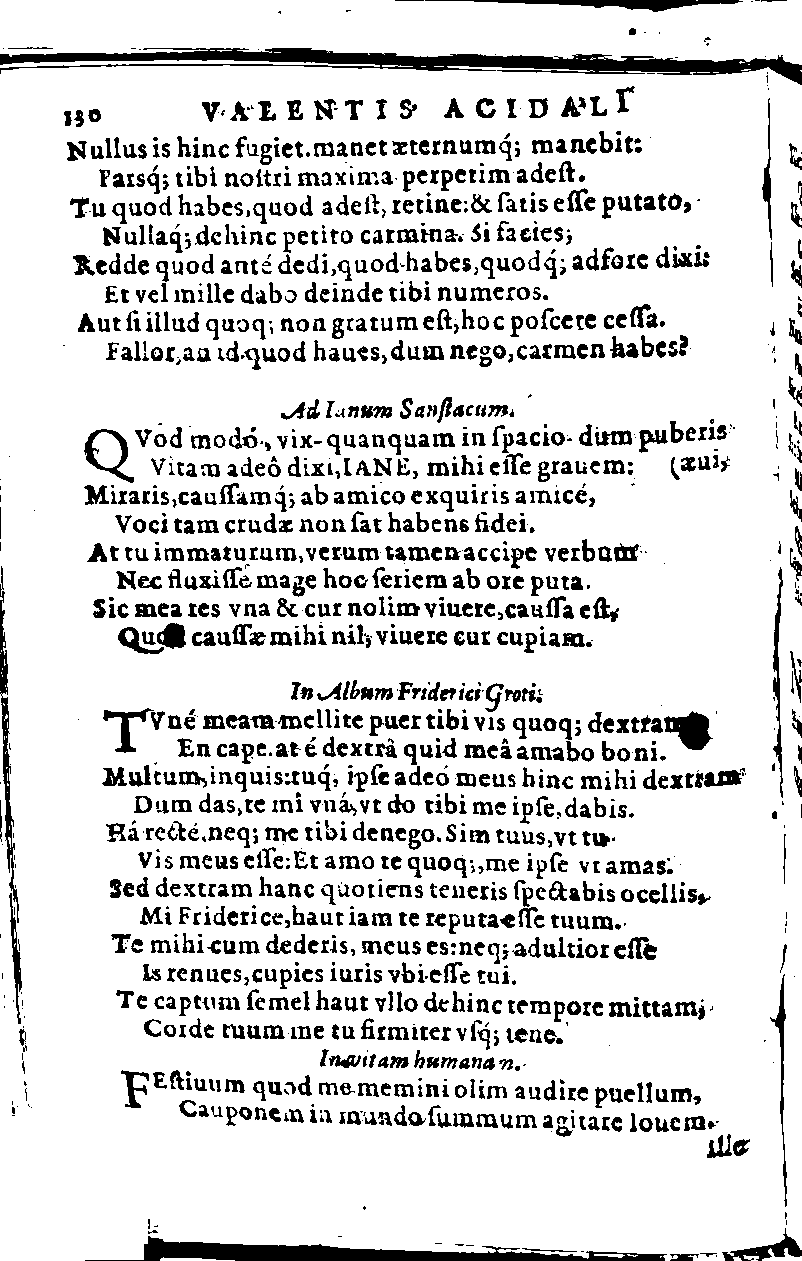 130 VALENTIS ACIDALI
Nullus is hinc fugiet. manet æternumq́; manebit:
Parsq́; tibi noſtri maxima perpetim adeſt.
Tu quod habes, quod adeſt, retine: & ſatis eſſe putato,
Nullaq́; dehinc petito carmina. Si facies;
Redde quod anté dedi, quod habes, quodq́; adfore dixi:
Et vel mille dabo deinde tibi numeros.
Aut ſi illud quoq; non gratum eſt, hoc poſcere ceſſa.
Fallor, an id quod haues, dum nego, carmen habes?
Ad Ianum Sanſtacum.
QVod modó, vix quanquam in ſpacio dum puberis
Vitam adeô dixi, IANE, mihi eſſe grauem: (æui,
Miraris, cauſſamq́; ab amico exquiris amicé,
Voci tam crudæ non ſat habens fidei.
At tu immaturum, verum tamen accipe verbum
Nec fluxiſſe mage hoc ſeriem ab ore puta.
Sic mea res vna & cur nolim viuere, cauſſa eſt,
cauſſæ mihi nil, viuere cur cupiam.
In Album Friderici Groti:
TVné meam mellite puer tibi vis quoq; dextram
En cape. at é dextrâ quid meâ amabo boni.
Multum, inquis: tuq́, ipſe adeó meus hinc mihi dextram
Dum das, te mî vná, vt do tibi me ipſe, dabis.
Há recté. neq; me tibi denego. Sim tuus, vt tu
Vis meus eſſe: Et amo te quoq;, me ipſe vt amas.
Sed dextram hanc quotiens teneris ſpectabis ocellis,
Mi Friderice, haut iam te reputa eſſe tuum.
Te mihi cum dederis, meus es: neq; adultior eſſe
Is renues, cupies iuris vbi eſſe tui.
Te captum ſemel haut vllo dehinc tempore mittam;
Corde tuum me tu firmiter vſq́; tene.
In vitam humanam.
FEſtiuum quod me memini olim audire puellum,
Cauponem in mundo ſummum agitare Iouem.
ille